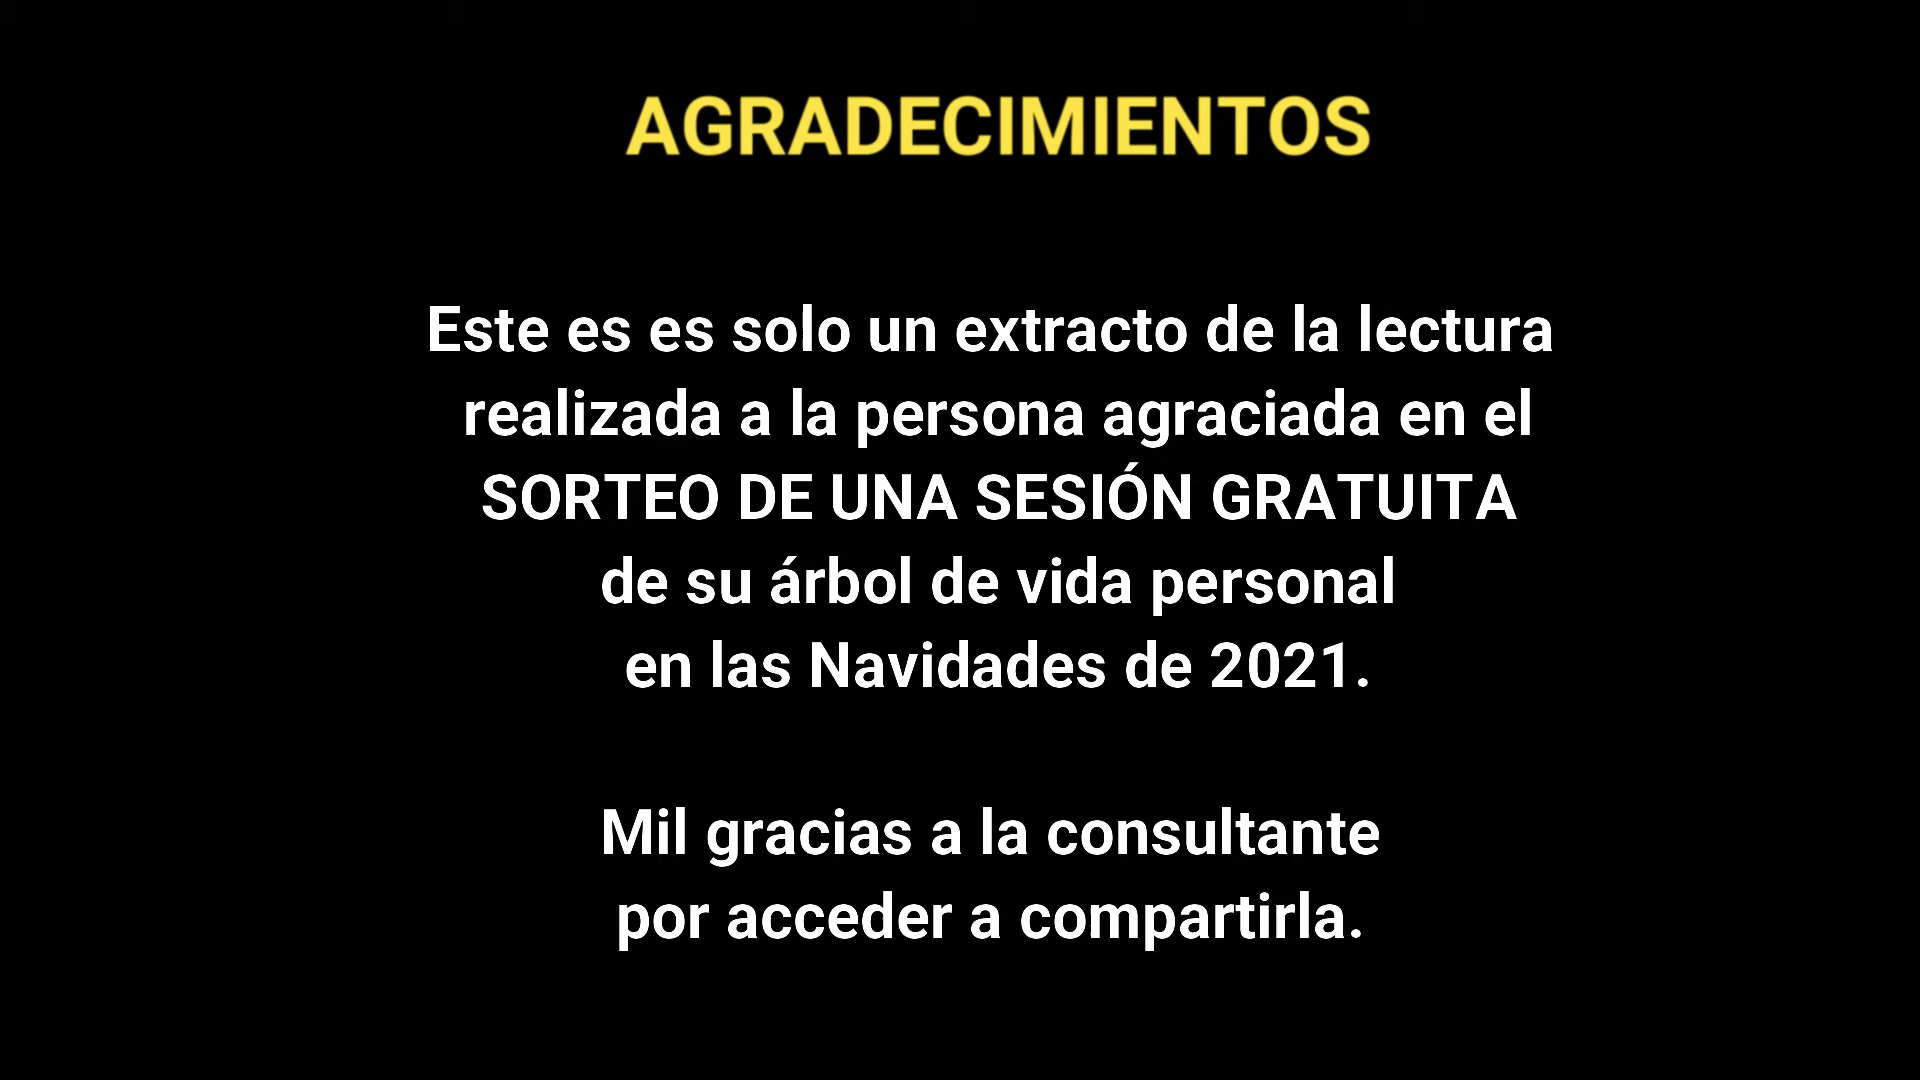 AGRADECIMIENTOS
Este es es solo un extracto de la lectura
realizada a la persona agraciada en el
SORTEO DE UNA SESIÓN GRATUITA
de su árbol de vida personal
en las Navidades de 2021.
Mil gracias a la consultante
por acceder a compartirla.